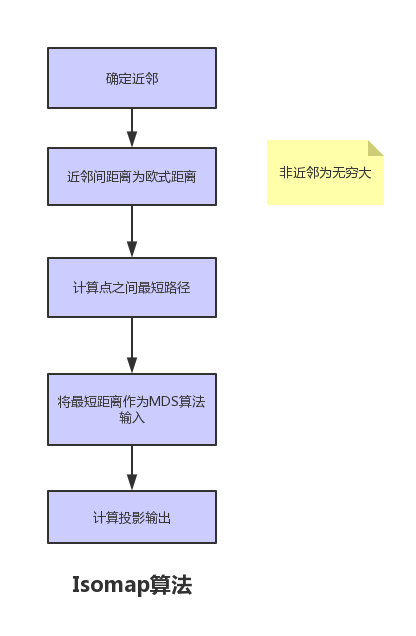 确定近邻
近邻间距离为欧式距离
非近邻为无穷大
计算点之间最短路径
将最短距离作为MDS算法
输入
计算投影输出
Isomap算法